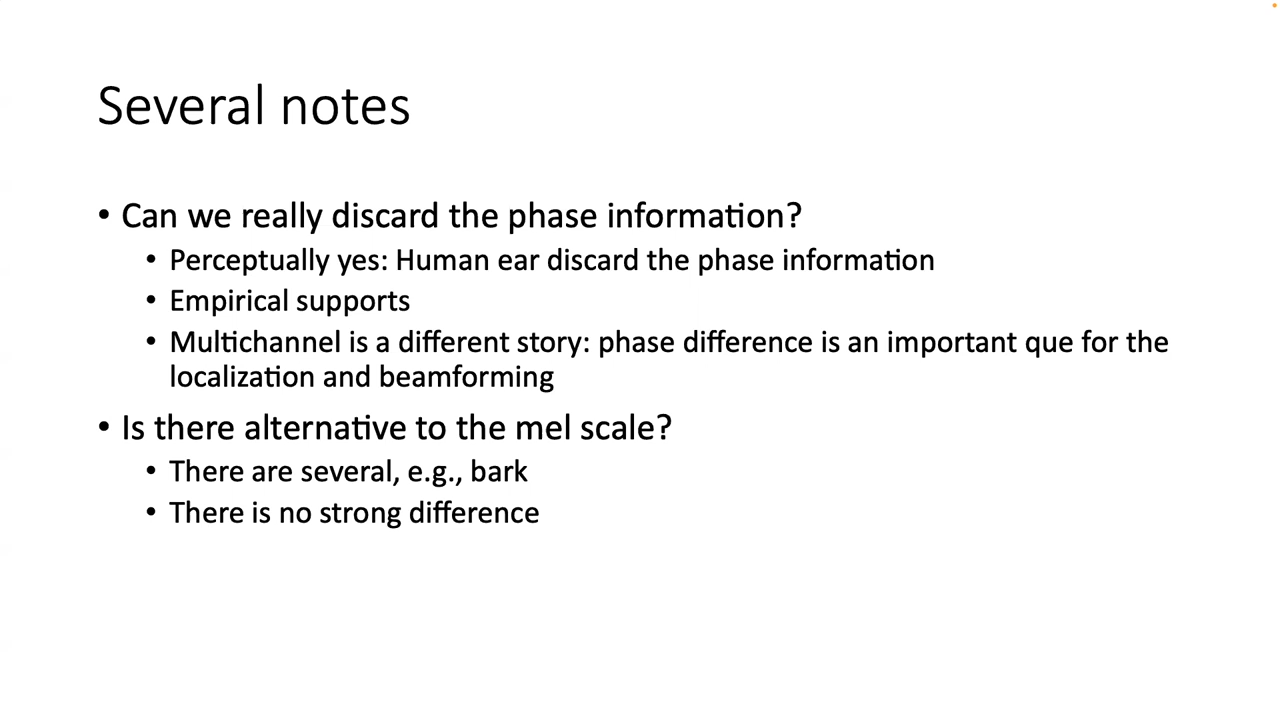 Several notes
• Can we really discard the phase information?
• Perceptually yes: Human ear discard the phase information
• Empirical supports
• Multichannel is a different story: phase difference is an important que for the
localization and beamforming
• Is there alternative to the mel scale?
• There are several, e.g., bark
• There is no strong difference